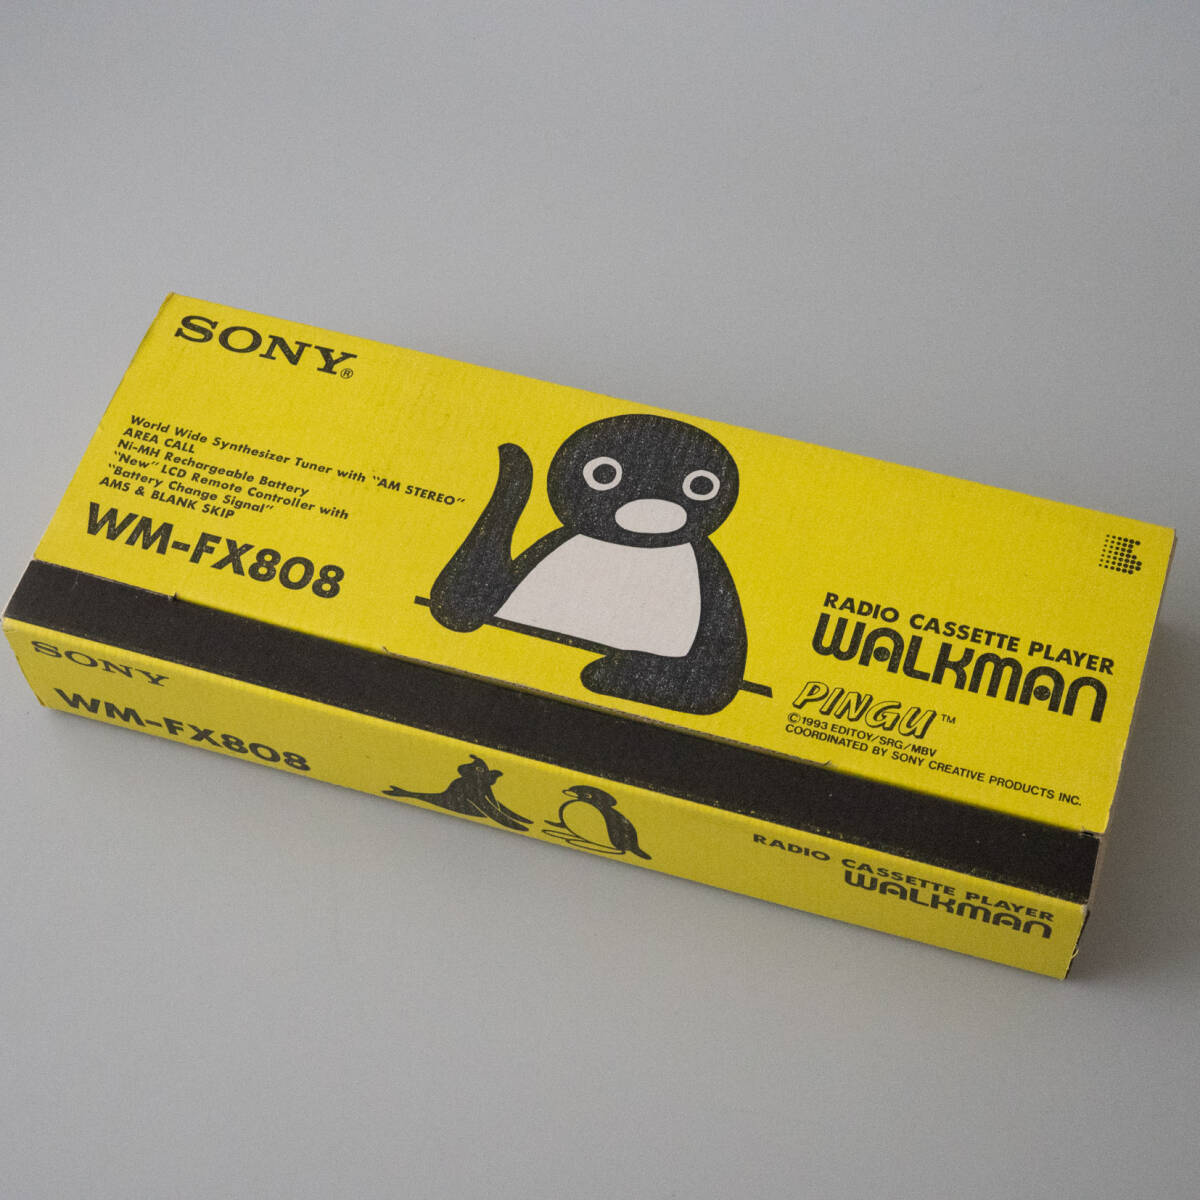 SONY®
World Wide Synthesizer Tuner with "AM STEREO"
AREA CALL
Ni-MH Rechargeable Battery
"New" LCD Remote Controller with
"Battery Change Signal"
AMS & BLANK SKIP
WM-FX808
RADIO CASSETTE PLAYER
WALKMAN
PINGU™
©1993 EDITOY/SRG/MBV
COORDINATED BY SONY CREATIVE PRODUCTS INC.
SONY
WM-FX808
RADIO CASSETTE PLAYER
WALKMAN